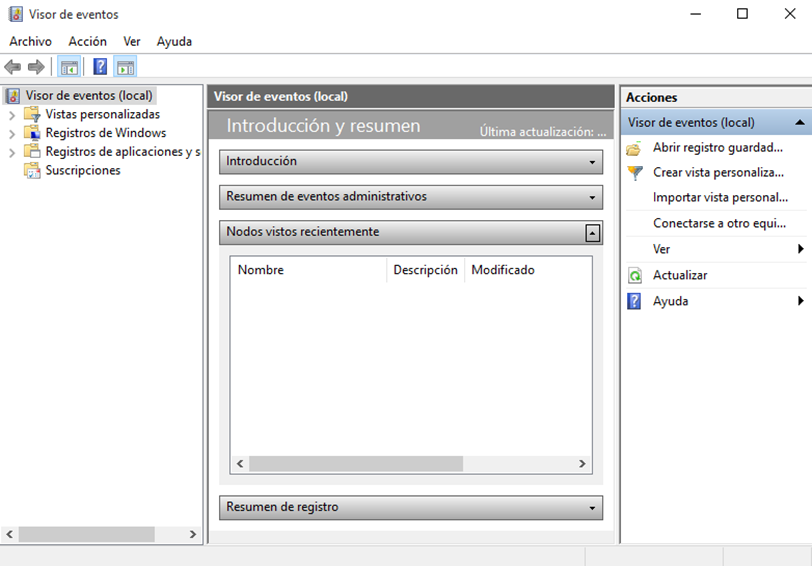 Visor de eventos
Archivo Acción Ver Ayuda
Visor de eventos (local)
Vistas personalizadas
Registros de Windows
Registros de aplicaciones y s
Suscripciones
Visor de eventos (local)
Introducción y resumen
Última actualización: ...
Introducción
Resumen de eventos administrativos
Nodos vistos recientemente
Nombre Descripción Modificado
Resumen de registro
Acciones
Visor de eventos (local)
Abrir registro guardad...
Crear vista personaliza...
Importar vista personal...
Conectarse a otro equi...
Ver
Actualizar
Ayuda